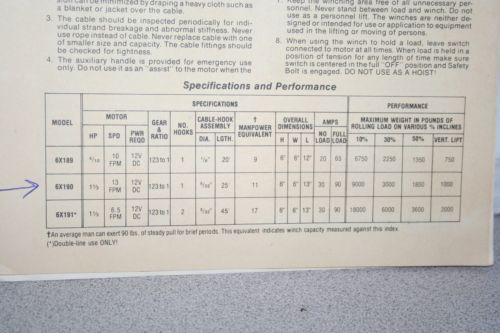 sion can be minimized by draping a heavy cloth such as
a blanket or jacket over the cable.
3. The cable should be inspected periodically for indi-
vidual strand breakage and abnormal stiffness. Never
use rope instead of cable. Never replace cable with one
of smaller size and capacity. The cable fittings should
be checked for tightness.
4. The auxiliary handle is provided for emergency use
only. Do not use it as an "assist" to the motor when the
7. Keep the winching area free of all unnecessary per-
sonnel. Never stand between load and winch. Do not
use as a personnel lift. The winches are neither de-
signed or intended for use or application to equipment
used in the lifting or moving of persons.
8. When using the winch to hold a load, leave switch
connected to motor at all times. When load is held in a
position of tension for any length of time make sure
switch is centered in the full "OFF" position and Safety
Bolt is engaged. DO NOT USE AS A HOIST!
Specifications and Performance
SPECIFICATIONS PERFORMANCE
MODEL MOTOR GEAR & RATIO NO. HOOKS CABLE-HOOK ASSEMBLY † MANPOWER EQUIVALENT OVERALL DIMENSIONS AMPS MAXIMUM WEIGHT IN POUNDS OF ROLLING LOAD ON VARIOUS % INCLINES
HP SPD PWR REQD DIA. LGTH. H W L NO LOAD FULL LOAD 10% 30% 50% VERT. LIFT
6X189 10 FPM 12V DC 123 to 1 1 20' 9 6" 6" 12" 20 65 6750 2250 1350 750
6X190 13 FPM 12V DC 123 to 1 1 25' 11 6" 6" 13" 30 90 9000 3500 1800 1000
6X191* 6.5 FPM 12V DC 123 to 1 2 45' 17 6" 6" 13" 30 90 18000 6000 3600 2000
†An average man can exert 90 lbs. of steady pull for brief periods. This equivalent indicates winch capacity measured against this index.
(*)Double-line use ONLY!